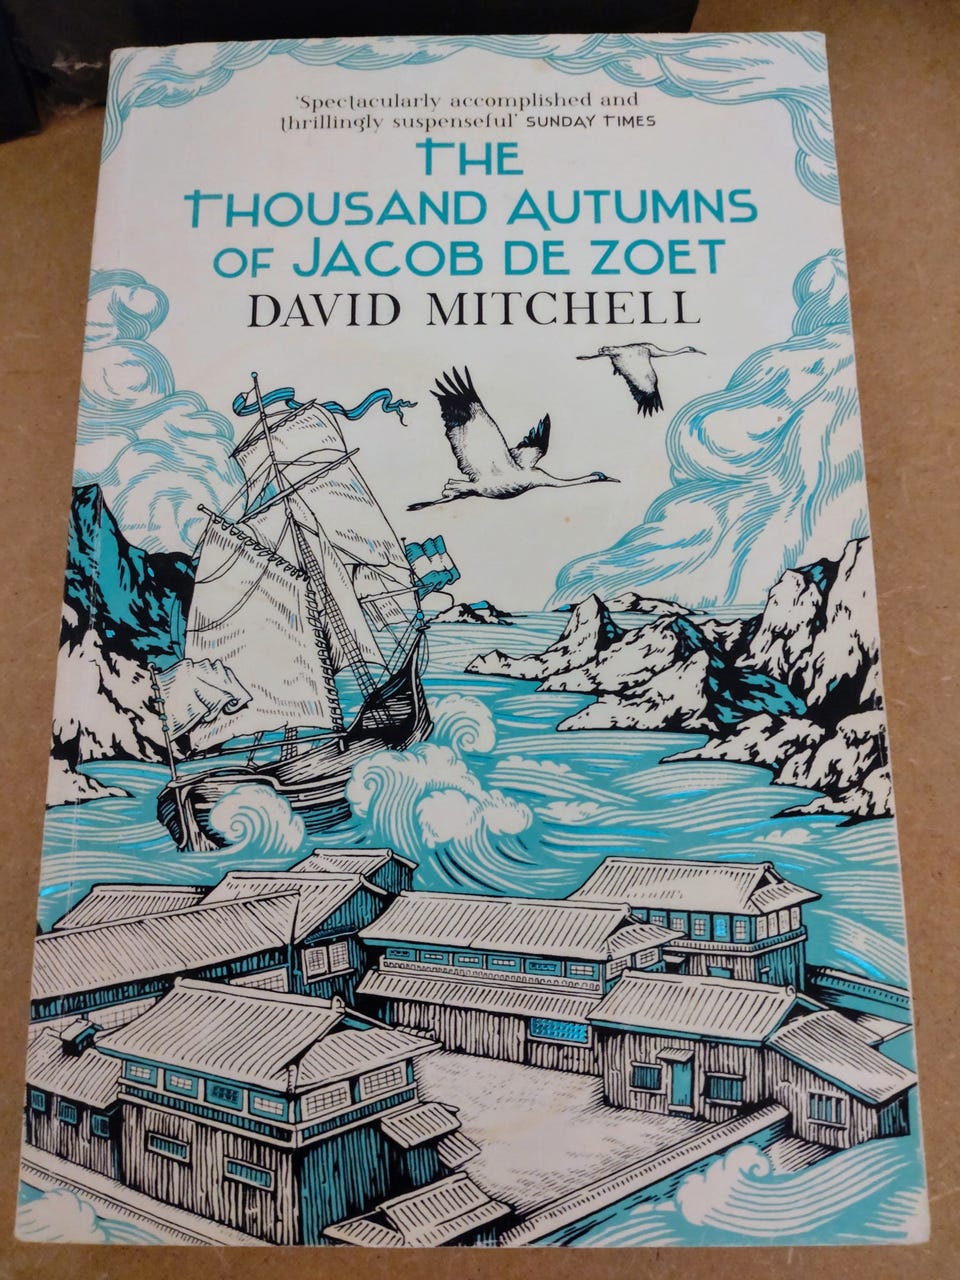 'Spectacularly accomplished and
thrillingly suspenseful' SUNDAY TIMES
THE
THOUSAND AUTUMNS
OF JACOB DE ZOET
DAVID MITCHELL